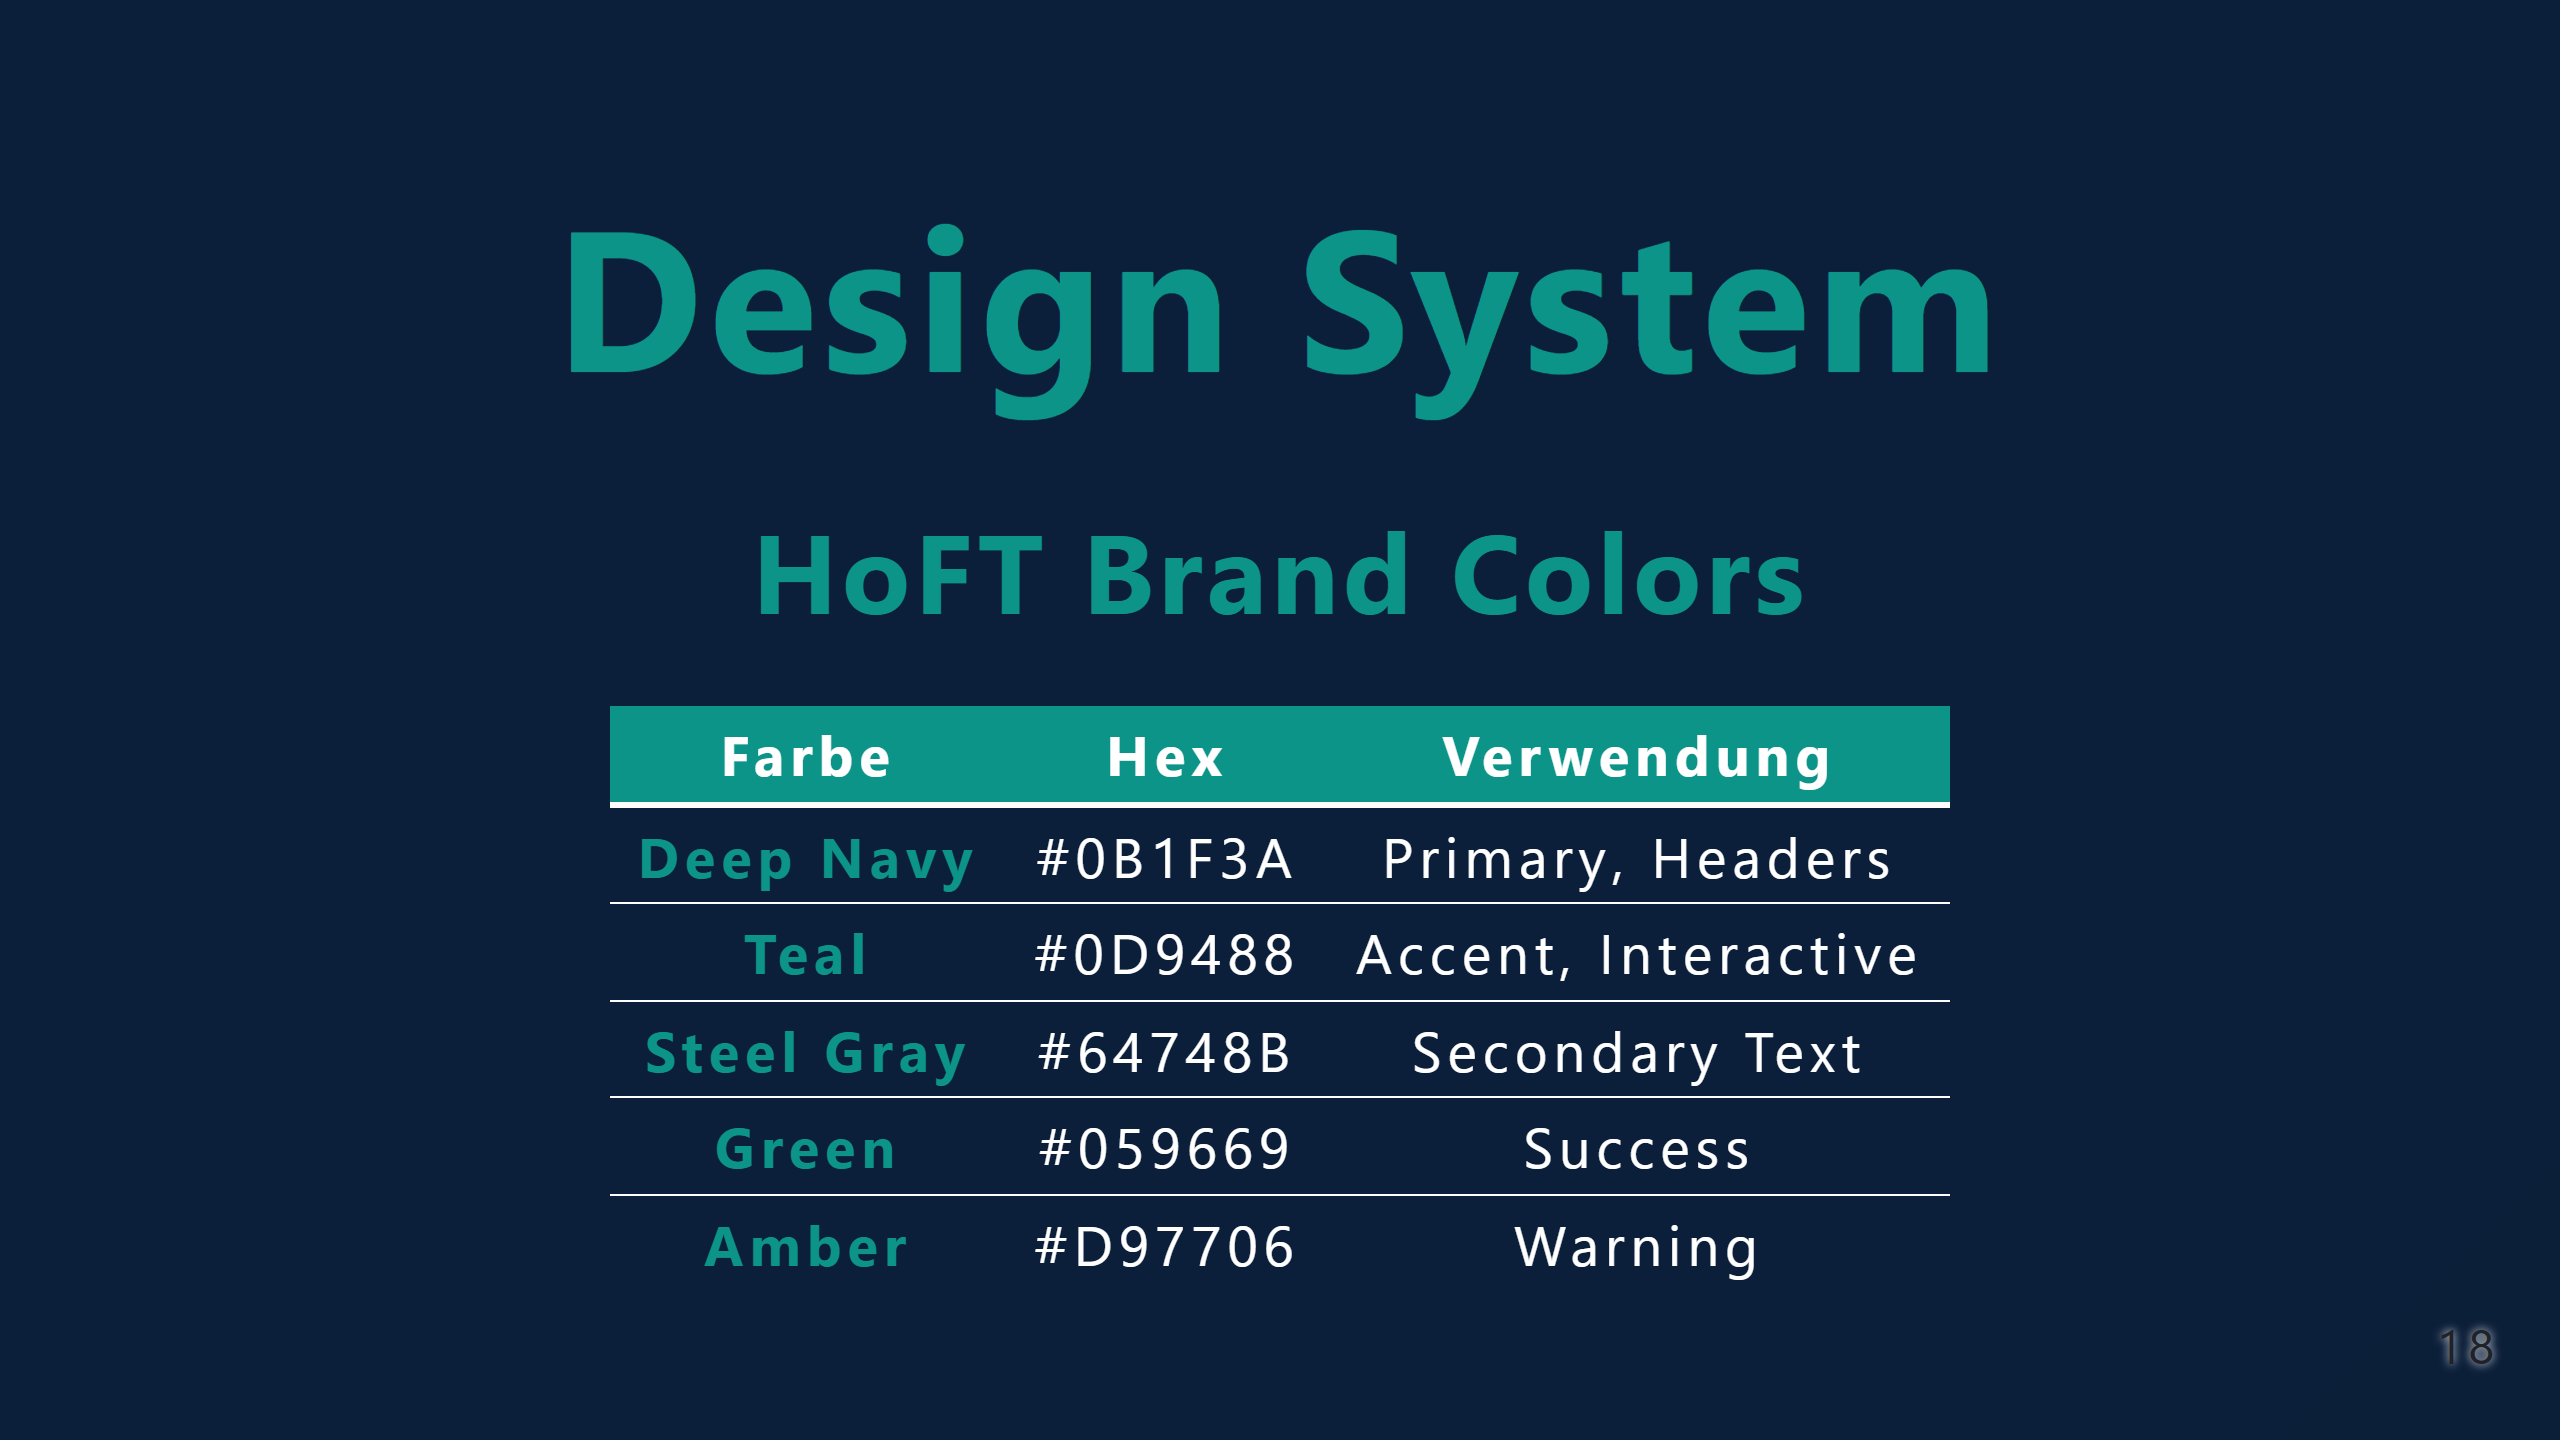 Design System
HoFT Brand Colors
Farbe Hex Verwendung
Deep Navy #0B1F3A Primary, Headers
Teal #0D9488 Accent, Interactive
Steel Gray #64748B Secondary Text
Green #059669 Success
Amber #D97706 Warning
18